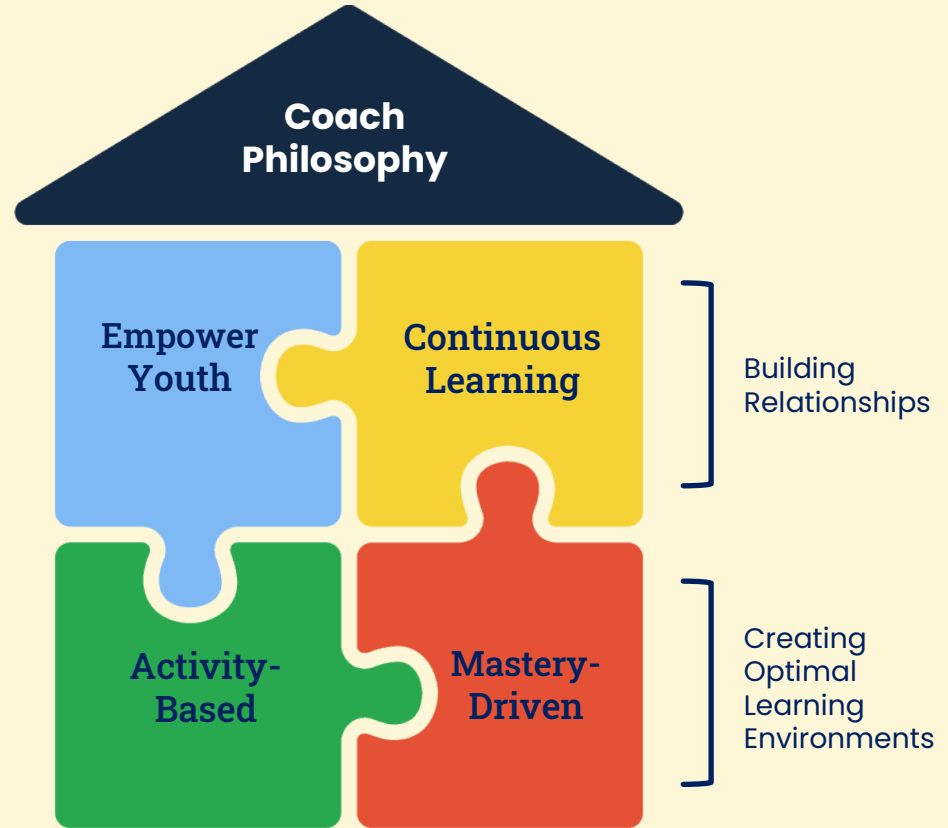 Coach
Philosophy
Empower
Youth
Continuous
Learning
Building
Relationships
Activity-
Based
Mastery-
Driven
Creating
Optimal
Learning
Environments